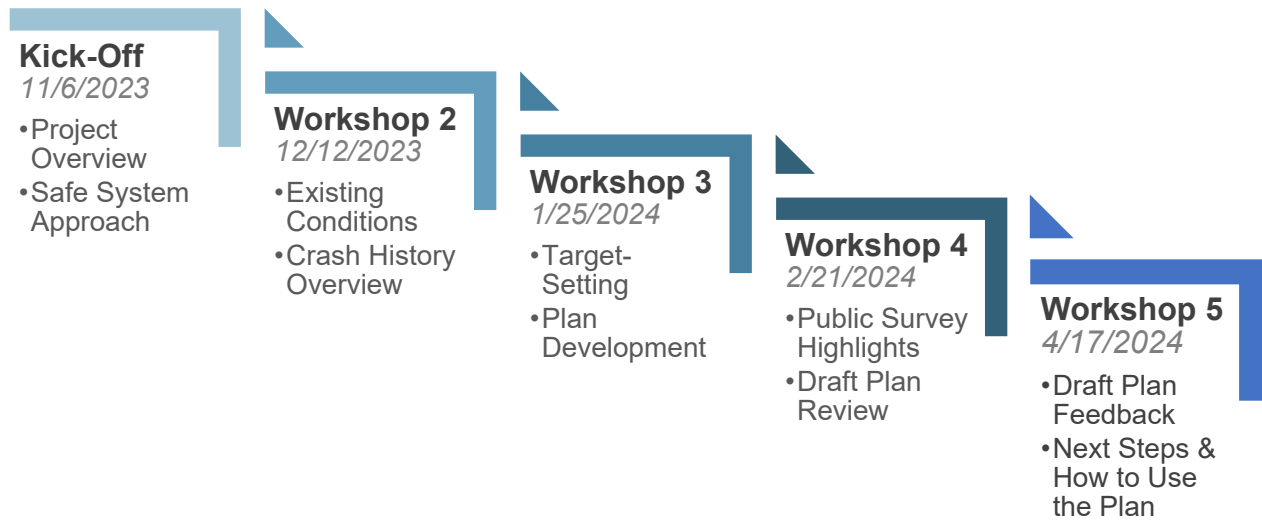 Kick-Off
11/6/2023
•Project
Overview
•Safe System
Approach
Workshop 2
12/12/2023
•Existing
Conditions
•Crash History
Overview
Workshop 3
1/25/2024
•Target-
Setting
•Plan
Development
Workshop 4
2/21/2024
•Public Survey
Highlights
•Draft Plan
Review
Workshop 5
4/17/2024
•Draft Plan
Feedback
•Next Steps &
How to Use
the Plan